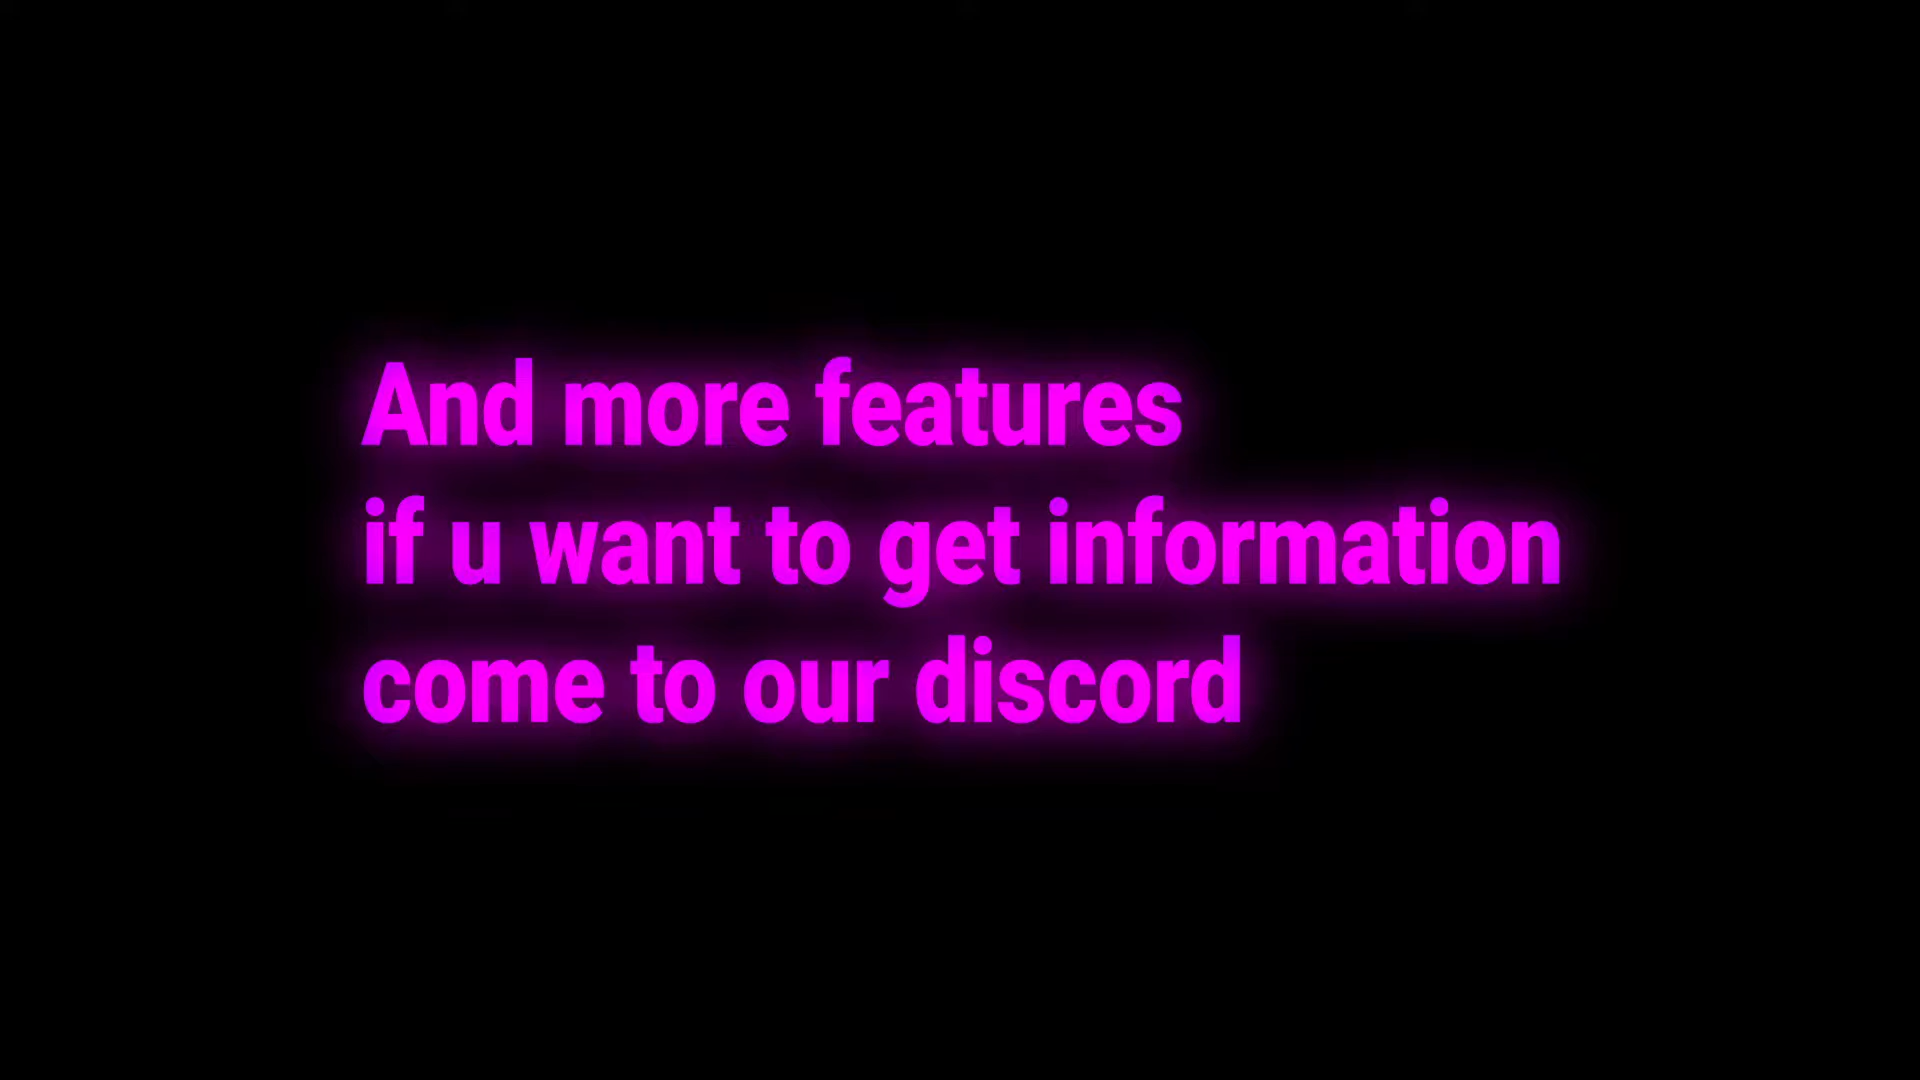 And more features
if u want to get information
come to our discord